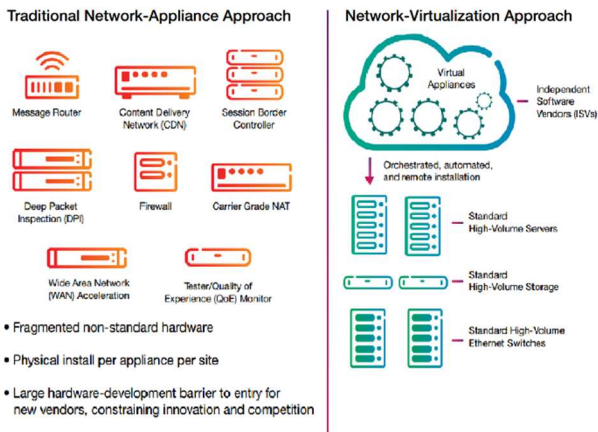 Traditional Network-Appliance Approach
Message Router
Content Delivery
Network (CDN)
Session Border
Controller
Deep Packet
Inspection (DPI)
Firewall
Carrier Grade NAT
Wide Area Network
(WAN) Acceleration
Tester/Quality of
Experience (QoE) Monitor
• Fragmented non-standard hardware
• Physical install per appliance per site
• Large hardware-development barrier to entry for
new vendors, constraining innovation and competition
Network-Virtualization Approach
Virtual
Appliances
Independent
Software
Vendors (ISVs)
Orchestrated, automated,
and remote installation
Standard
High-Volume Servers
Standard
High-Volume Storage
Standard High-Volume
Ethernet Switches